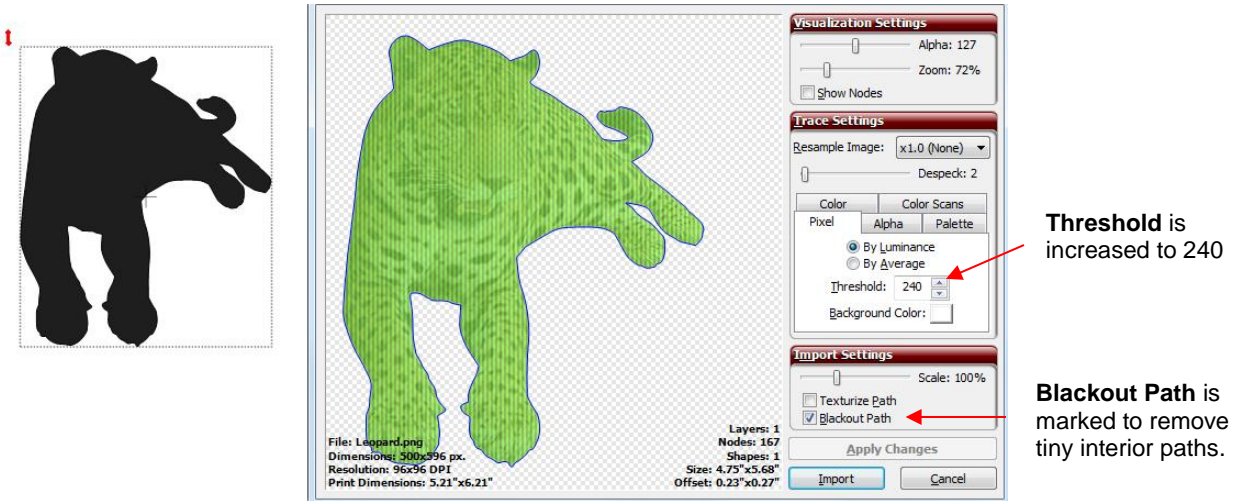 Visualization Settings
Alpha: 127
Zoom: 72%
Show Nodes
Trace Settings
Resample Image: x1.0 (None)
Despeck: 2
Color Color Scans
Pixel Alpha Palette
By Luminance
By Average
Threshold: 240
Background Color:
Import Settings
Scale: 100%
Texturize Path
Blackout Path
Apply Changes
Import Cancel
File: Leopard.png
Dimensions: 500x596 px.
Resolution: 96x96 DPI
Print Dimensions: 5.21"x6.21"
Layers: 1
Nodes: 167
Shapes: 1
Size: 4.75"x5.68"
Offset: 0.23"x0.27"
Threshold is
increased to 240
Blackout Path is
marked to remove
tiny interior paths.